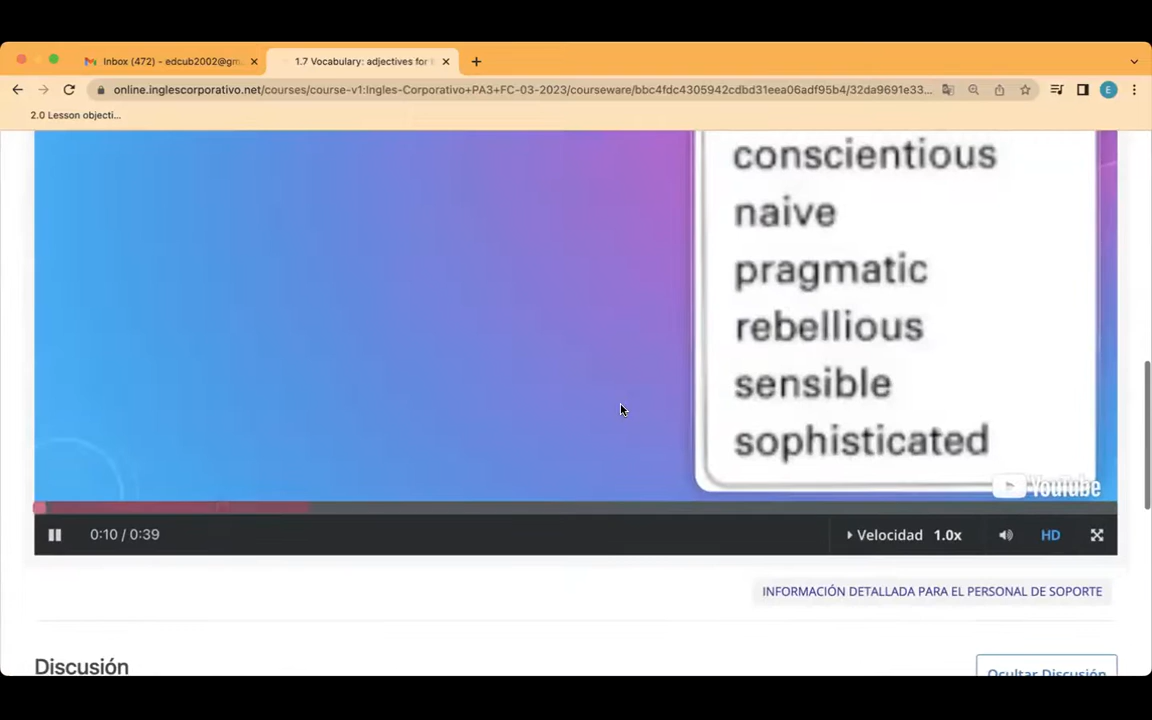 Inbox (472) - edcub2002@gm
1.7 Vocabulary: adjectives for
online.inglescorporativo.net/courses/course-v1:Ingles-Corporativo+PA3+FC-03-2023/courseware/bbc4fdc4305942cdbd31eea06adf95b4/32da9691e33...
E
2.0 Lesson objecti...
conscientious
naive
pragmatic
rebellious
sensible
sophisticated
YouTube
0:10 / 0:39
Velocidad 1.0x
HD
INFORMACIÓN DETALLADA PARA EL PERSONAL DE SOPORTE
Discusión
Ocultar Discusión